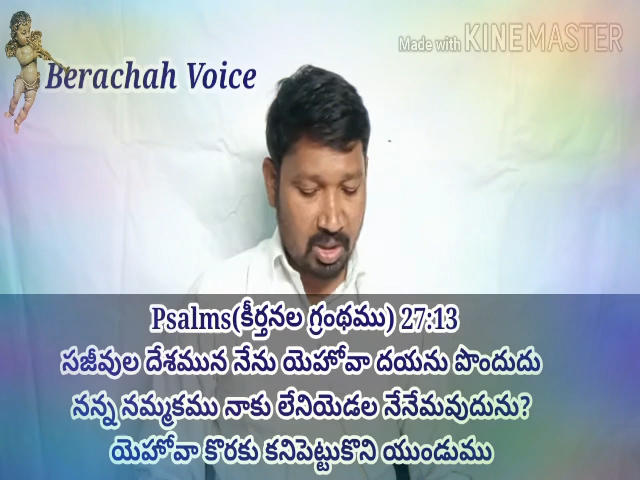 Made with KINEMASTER
Berachah Voice
Psalms(కీర్తనల గ్రంథము) 27:13
సజీవుల దేశమున నేను యెహోవా దయను పొందుదు
నన్న నమ్మకము నాకు లేనియెడల నేనేమవుదును?
యెహోవా కొరకు కనిపెట్టుకొని యుండుము